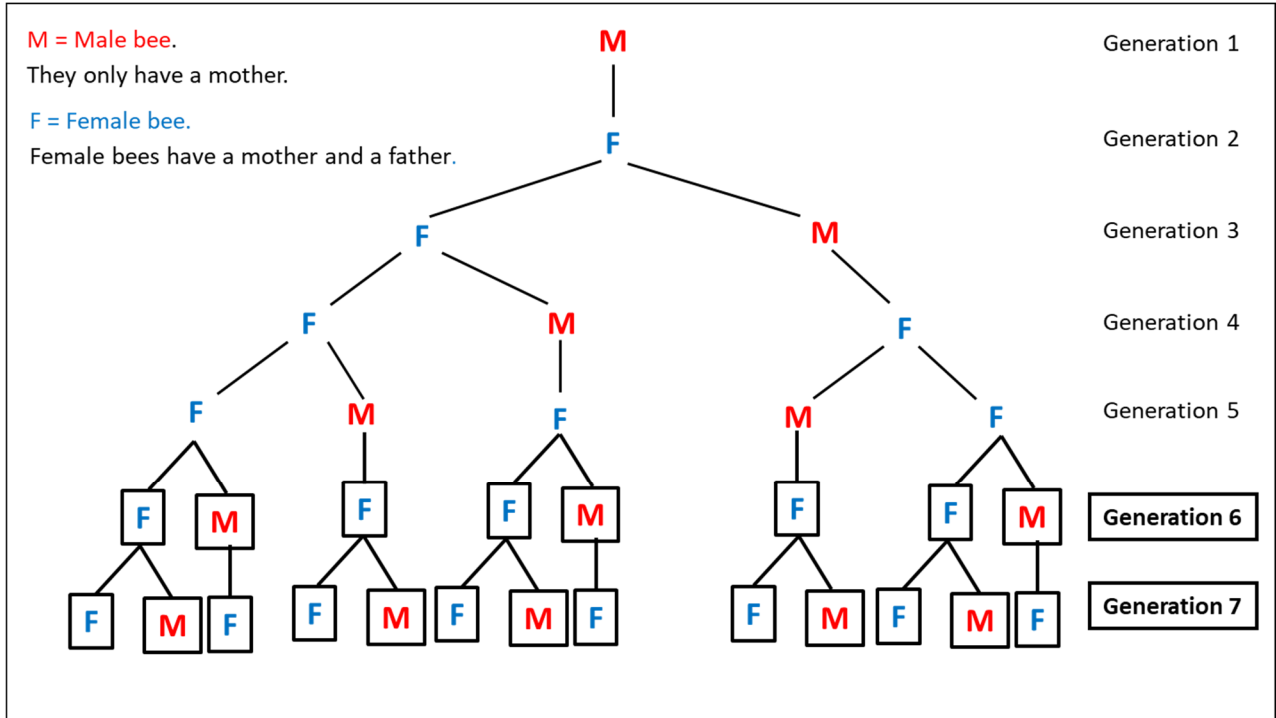 M = Male bee.
They only have a mother.
F = Female bee.
Female bees have a mother and a father.
M Generation 1
F Generation 2
F M Generation 3
F M F Generation 4
F M F M F Generation 5
F M F F M F F M Generation 6
F M F F M F M F F M F M F Generation 7